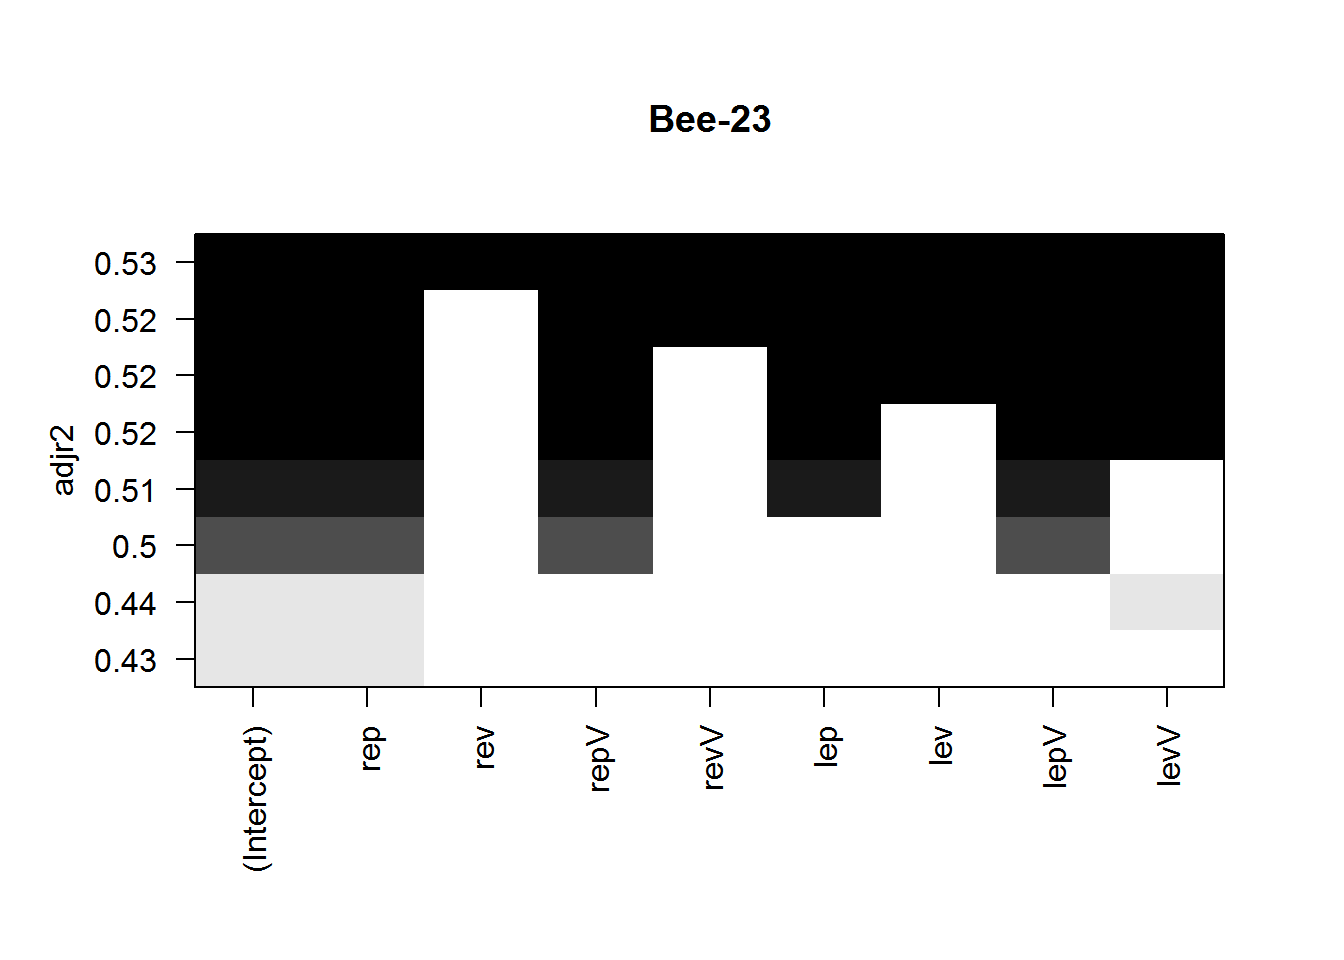 Bee-23
adjr2
0.53
0.52
0.52
0.52
0.51
0.5
0.44
0.43
(Intercept)
rep
rev
repV
revV
lep
lev
lepV
levV